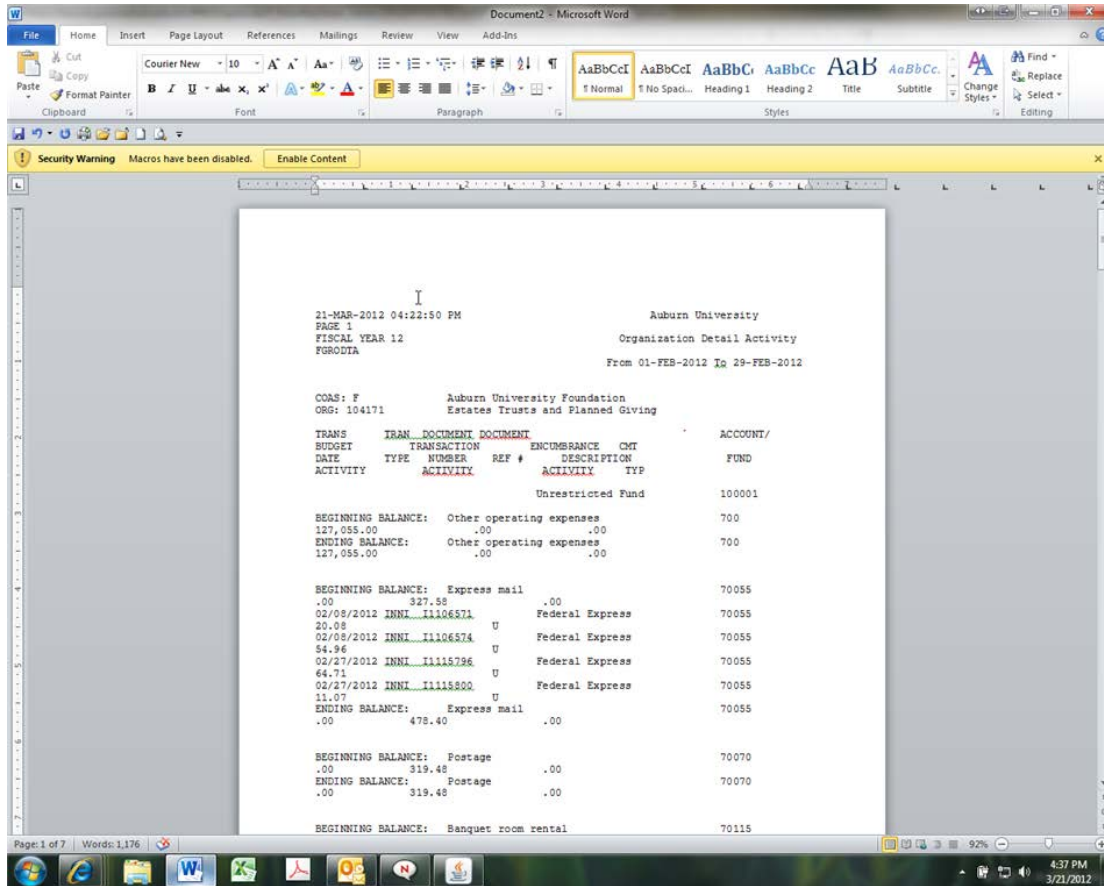 Document2 - Microsoft Word
File Home Insert Page Layout References Mailings Review View Add-Ins
Cut
Copy
Format Painter
Paste
Courier New 10
AaBbCcI AaBbCcI AaBbC AaBbCc AaB AaBbCc.
¶ Normal ¶ No Spaci... Heading 1 Heading 2 Title Subtitle
Change Styles
Find
Replace
Select
Clipboard Font Paragraph Styles Editing
Security Warning Macros have been disabled. Enable Content
1 2 3 4 5 6 7
21-MAR-2012 04:22:50 PM Auburn University
PAGE 1
FISCAL YEAR 12 Organization Detail Activity
FGRODTA
From 01-FEB-2012 To 29-FEB-2012
COAS: F Auburn University Foundation
ORG: 104171 Estates Trusts and Planned Giving
TRANS TRAN DOCUMENT DOCUMENT ACCOUNT/
BUDGET TRANSACTION ENCUMBRANCE CMT
DATE TYPE NUMBER REF # DESCRIPTION FUND
ACTIVITY ACTIVITY ACTIVITY TYP
Unrestricted Fund 100001
BEGINNING BALANCE: Other operating expenses 700
127,055.00 .00 .00
ENDING BALANCE: Other operating expenses 700
127,055.00 .00 .00
BEGINNING BALANCE: Express mail 70055
.00 327.58 .00
02/08/2012 INNI I1106571 Federal Express 70055
20.08 U
02/08/2012 INNI I1106574 Federal Express 70055
54.96 U
02/27/2012 INNI I1115796 Federal Express 70055
64.71 U
02/27/2012 INNI I1115800 Federal Express 70055
11.07 U
ENDING BALANCE: Express mail 70055
.00 478.40 .00
BEGINNING BALANCE: Postage 70070
.00 319.48 .00
ENDING BALANCE: Postage 70070
.00 319.48 .00
BEGINNING BALANCE: Banquet room rental 70115
Page: 1 of 7 Words: 1,176 92%
4:37 PM
3/21/2012